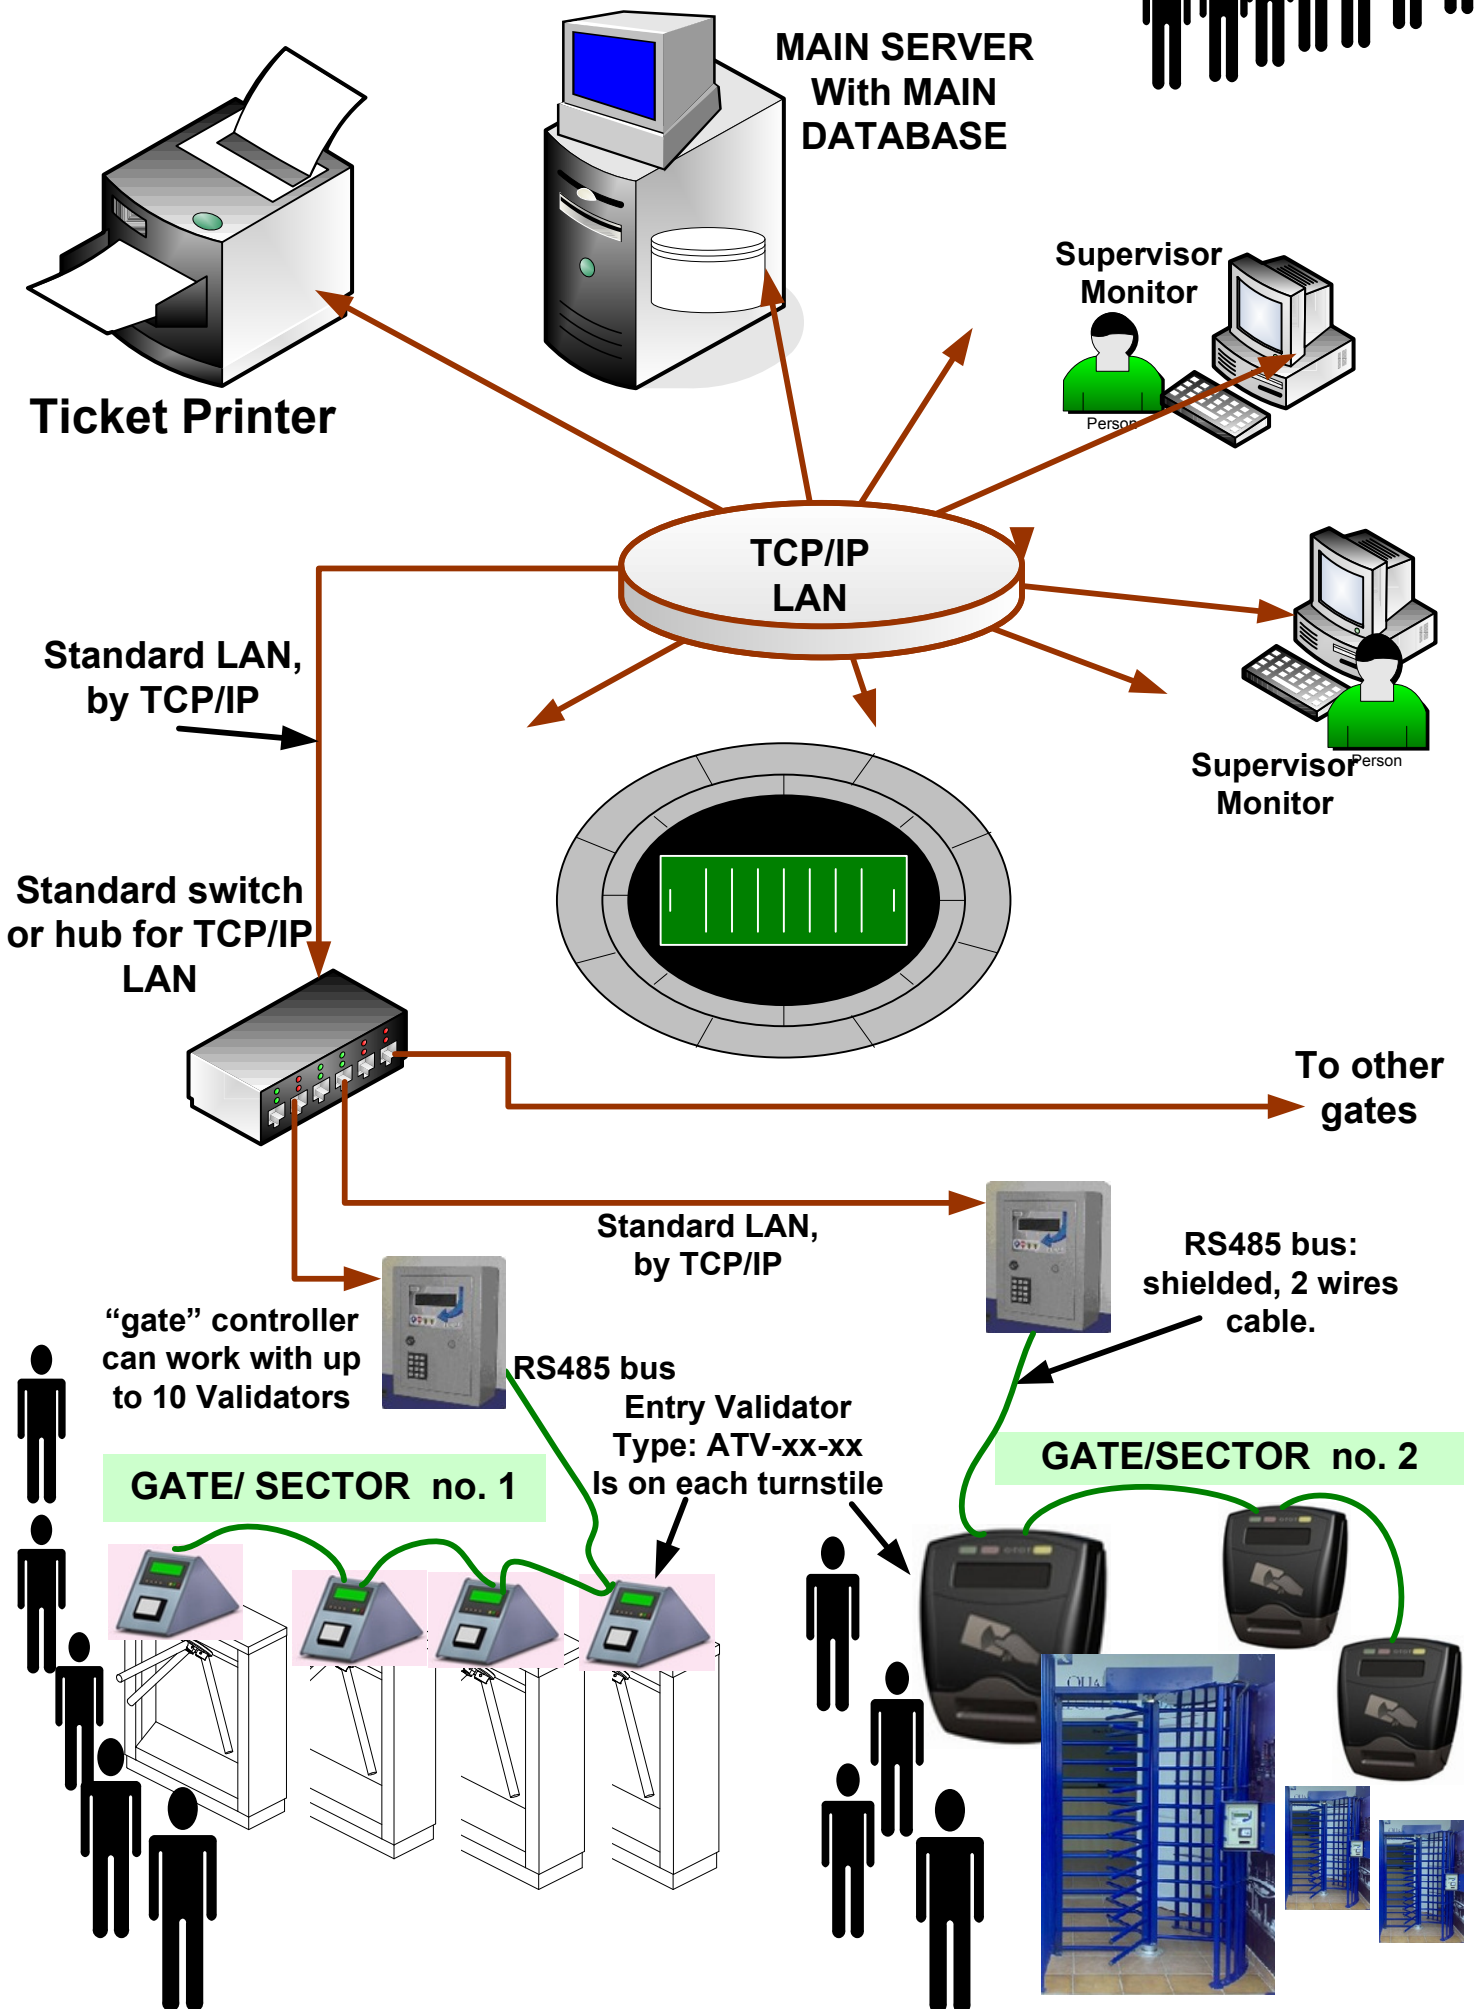 MAIN SERVER
With MAIN
DATABASE
Supervisor
Monitor
Person
Ticket Printer
TCP/IP
LAN
Standard LAN,
by TCP/IP
Person
Supervisor
Monitor
Standard switch
or hub for TCP/IP
LAN
To other
gates
Standard LAN,
by TCP/IP
RS485 bus:
shielded, 2 wires
cable.
“gate” controller
can work with up
to 10 Validators
RS485 bus
Entry Validator
Type: ATV-xx-xx
Is on each turnstile
GATE/ SECTOR no. 1
GATE/SECTOR no. 2